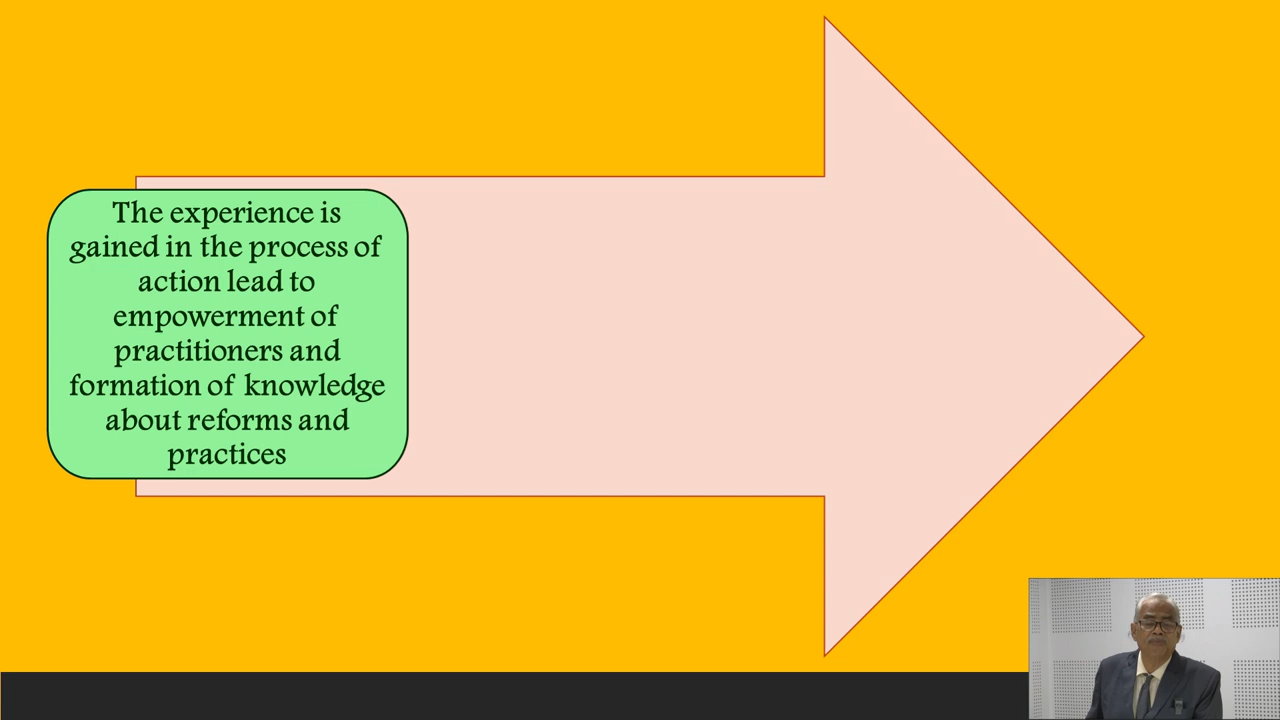 The experience is
gained in the process of
action lead to
empowerment of
practitioners and
formation of knowledge
about reforms and
practices